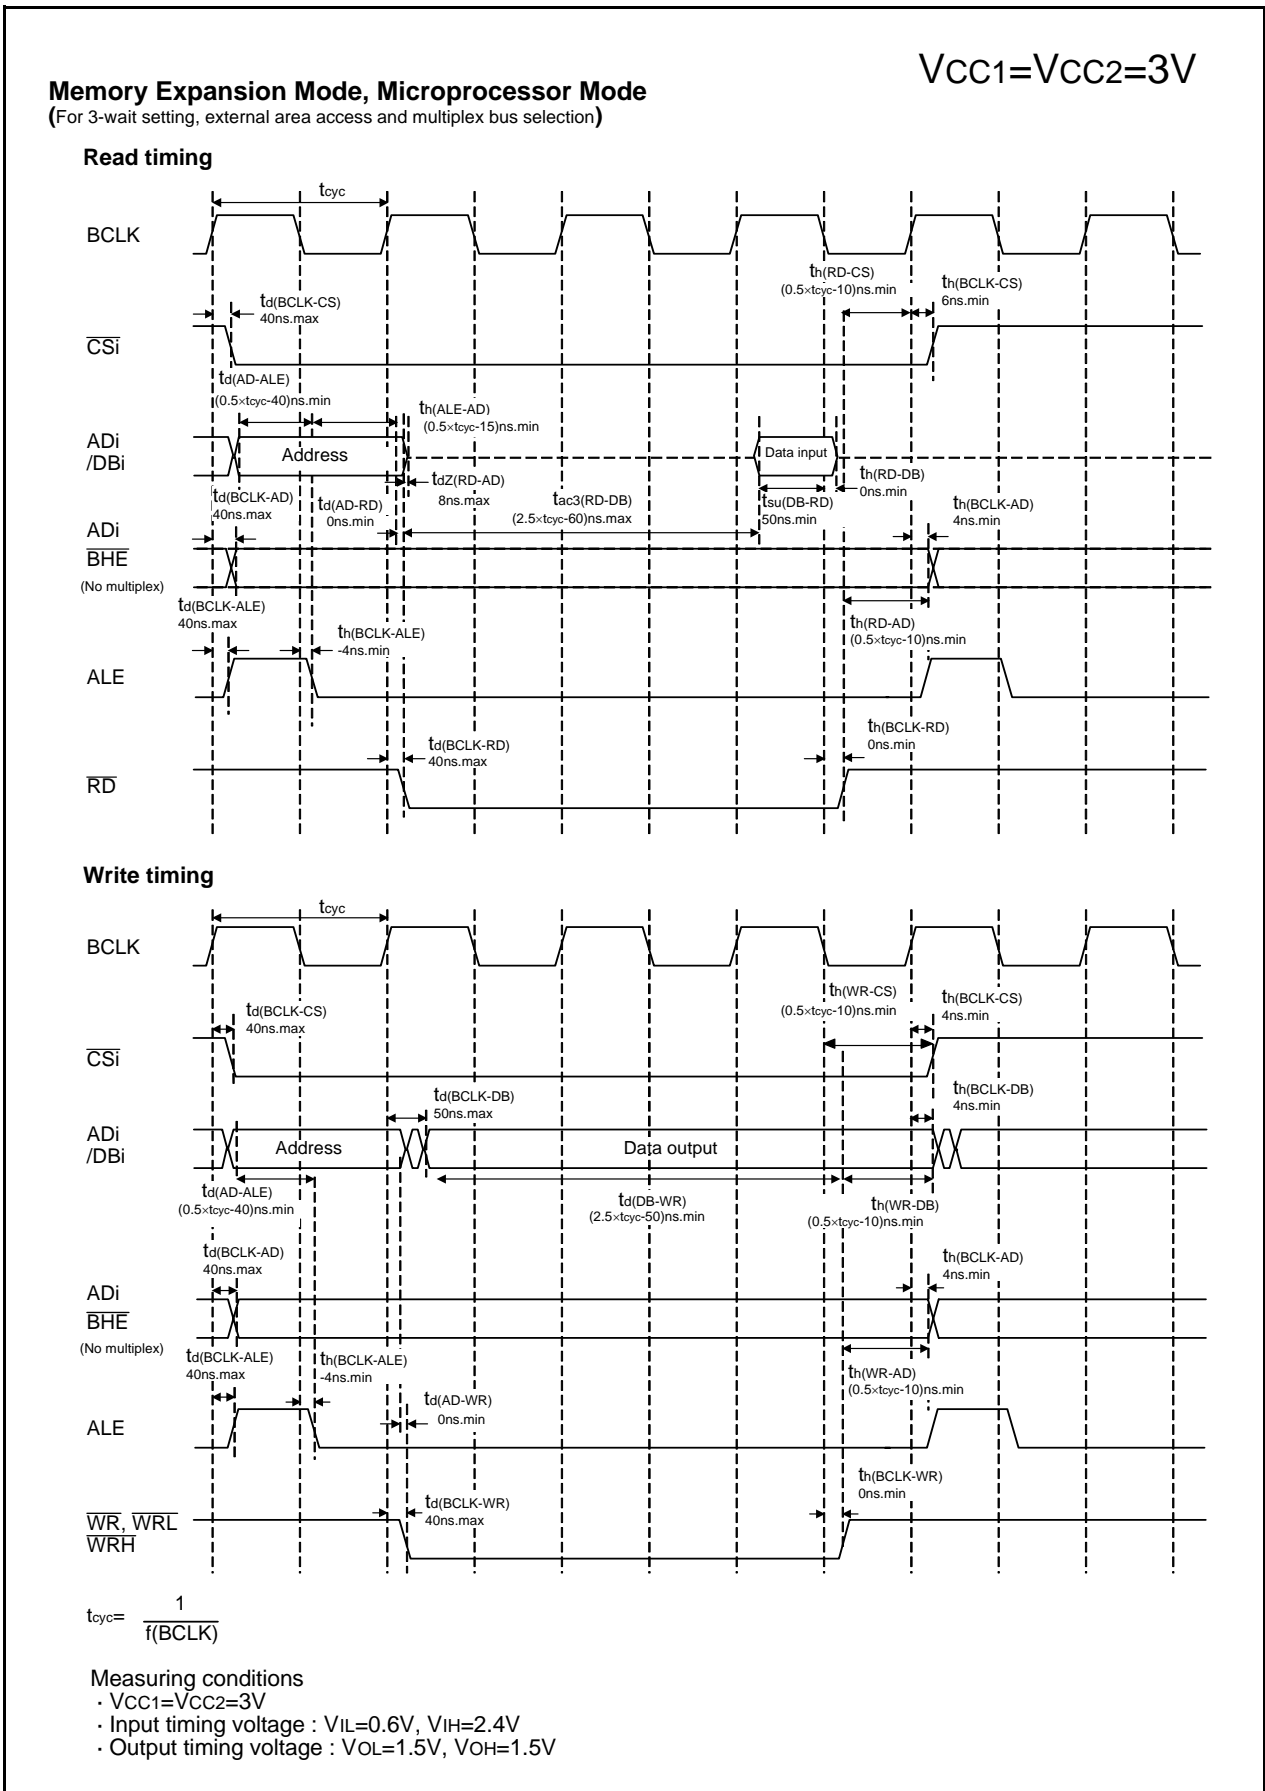 VCC1=VCC2=3V
Memory Expansion Mode, Microprocessor Mode
(For 3-wait setting, external area access and multiplex bus selection)
Read timing
tcyc
BCLK
th(RD-CS)
(0.5×tcyc-10)ns.min
th(BCLK-CS)
6ns.min
td(BCLK-CS)
40ns.max
CSi
td(AD-ALE)
(0.5×tcyc-40)ns.min
th(ALE-AD)
(0.5×tcyc-15)ns.min
ADi
/DBi
Address
Data input
td(BCLK-AD)
40ns.max
td(AD-RD)
0ns.min
tdZ(RD-AD)
8ns.max
tac3(RD-DB)
(2.5×tcyc-60)ns.max
tsu(DB-RD)
50ns.min
th(RD-DB)
0ns.min
th(BCLK-AD)
4ns.min
ADi
BHE
(No multiplex)
td(BCLK-ALE)
40ns.max
th(BCLK-ALE)
-4ns.min
th(RD-AD)
(0.5×tcyc-10)ns.min
ALE
td(BCLK-RD)
40ns.max
th(BCLK-RD)
0ns.min
RD
Write timing
tcyc
BCLK
th(WR-CS)
(0.5×tcyc-10)ns.min
th(BCLK-CS)
4ns.min
td(BCLK-CS)
40ns.max
CSi
td(BCLK-DB)
50ns.max
th(BCLK-DB)
4ns.min
ADi
/DBi
Address
Data output
td(AD-ALE)
(0.5×tcyc-40)ns.min
td(DB-WR)
(2.5×tcyc-50)ns.min
th(WR-DB)
(0.5×tcyc-10)ns.min
td(BCLK-AD)
40ns.max
th(BCLK-AD)
4ns.min
ADi
BHE
(No multiplex)
td(BCLK-ALE)
40ns.max
th(BCLK-ALE)
-4ns.min
td(AD-WR)
0ns.min
th(WR-AD)
(0.5×tcyc-10)ns.min
ALE
td(BCLK-WR)
40ns.max
th(BCLK-WR)
0ns.min
WR, WRL
WRH
tcyc= 1
f(BCLK)
Measuring conditions
· VCC1=VCC2=3V
· Input timing voltage : VIL=0.6V, VIH=2.4V
· Output timing voltage : VOL=1.5V, VOH=1.5V